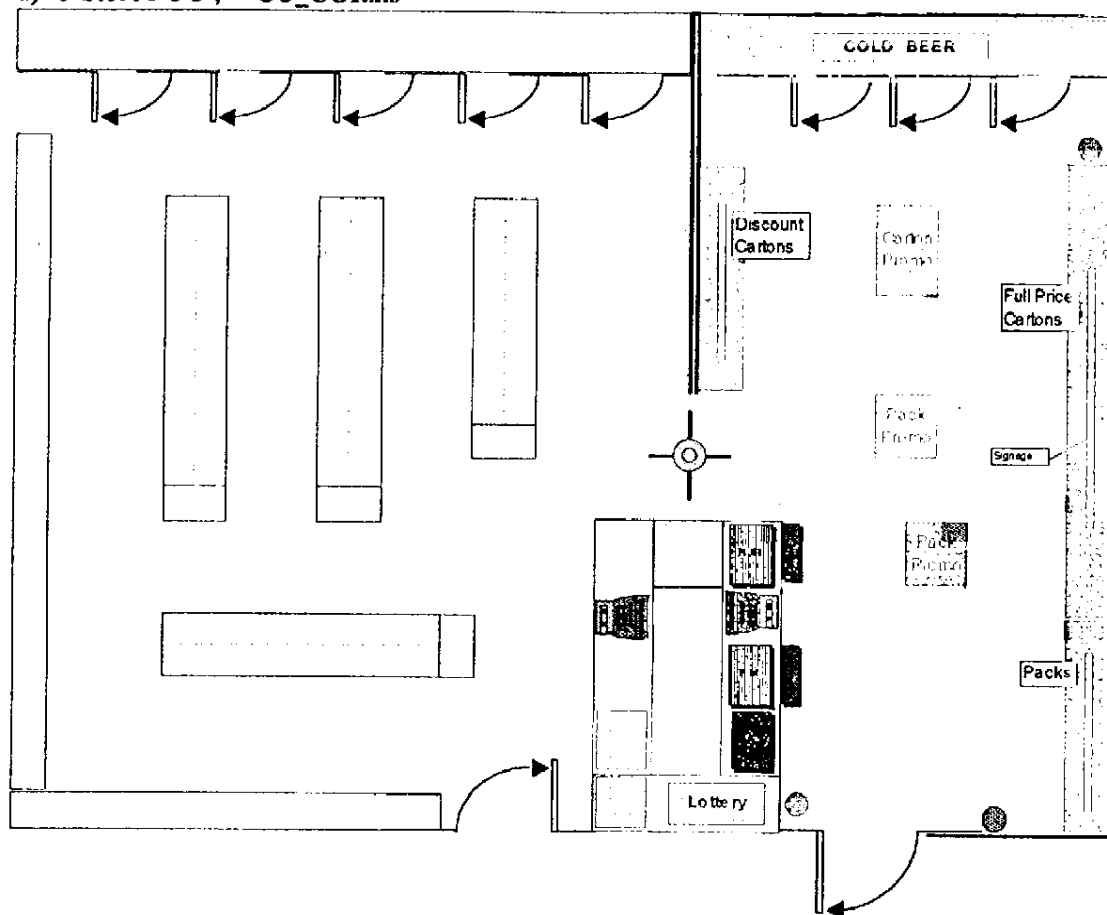 COLD BEER
Discount
Cartons
Carton
Promo
Full Price
Cartons
Pack
Promo
Signage
Pack
Promo
Packs
Lottery